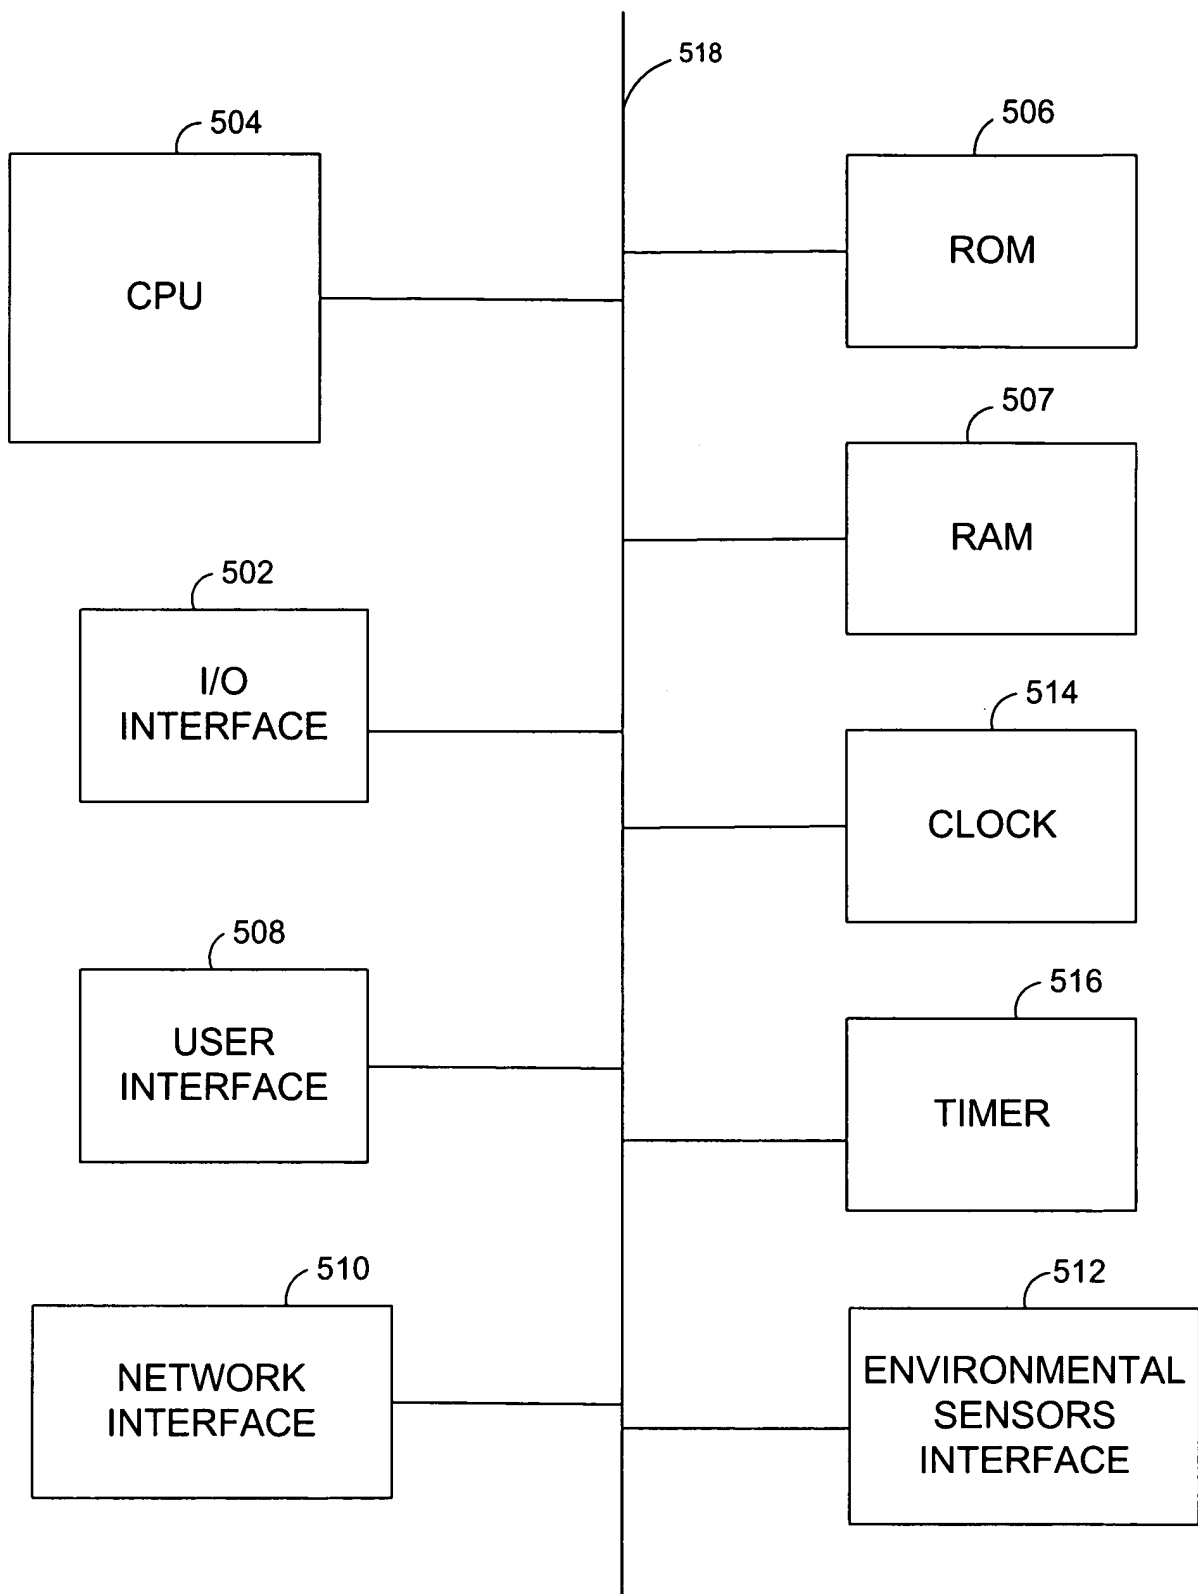 518
504
CPU
506
ROM
507
RAM
502
I/O
INTERFACE
514
CLOCK
508
USER
INTERFACE
516
TIMER
510
NETWORK
INTERFACE
512
ENVIRONMENTAL
SENSORS
INTERFACE